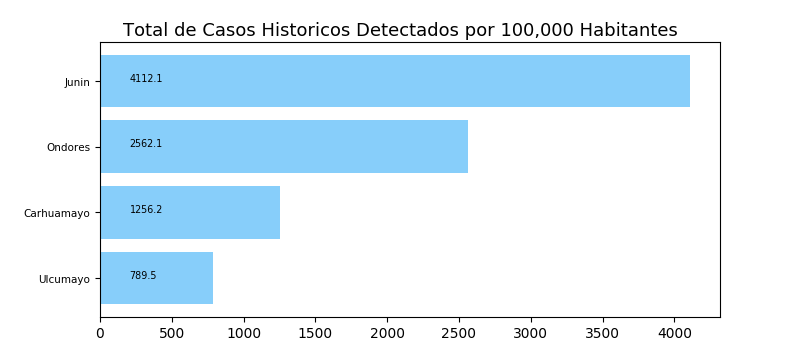 Total de Casos Historicos Detectados por 100,000 Habitantes
Junin
4112.1
Ondores
2562.1
Carhuamayo
1256.2
Ulcumayo
789.5
0 500 1000 1500 2000 2500 3000 3500 4000